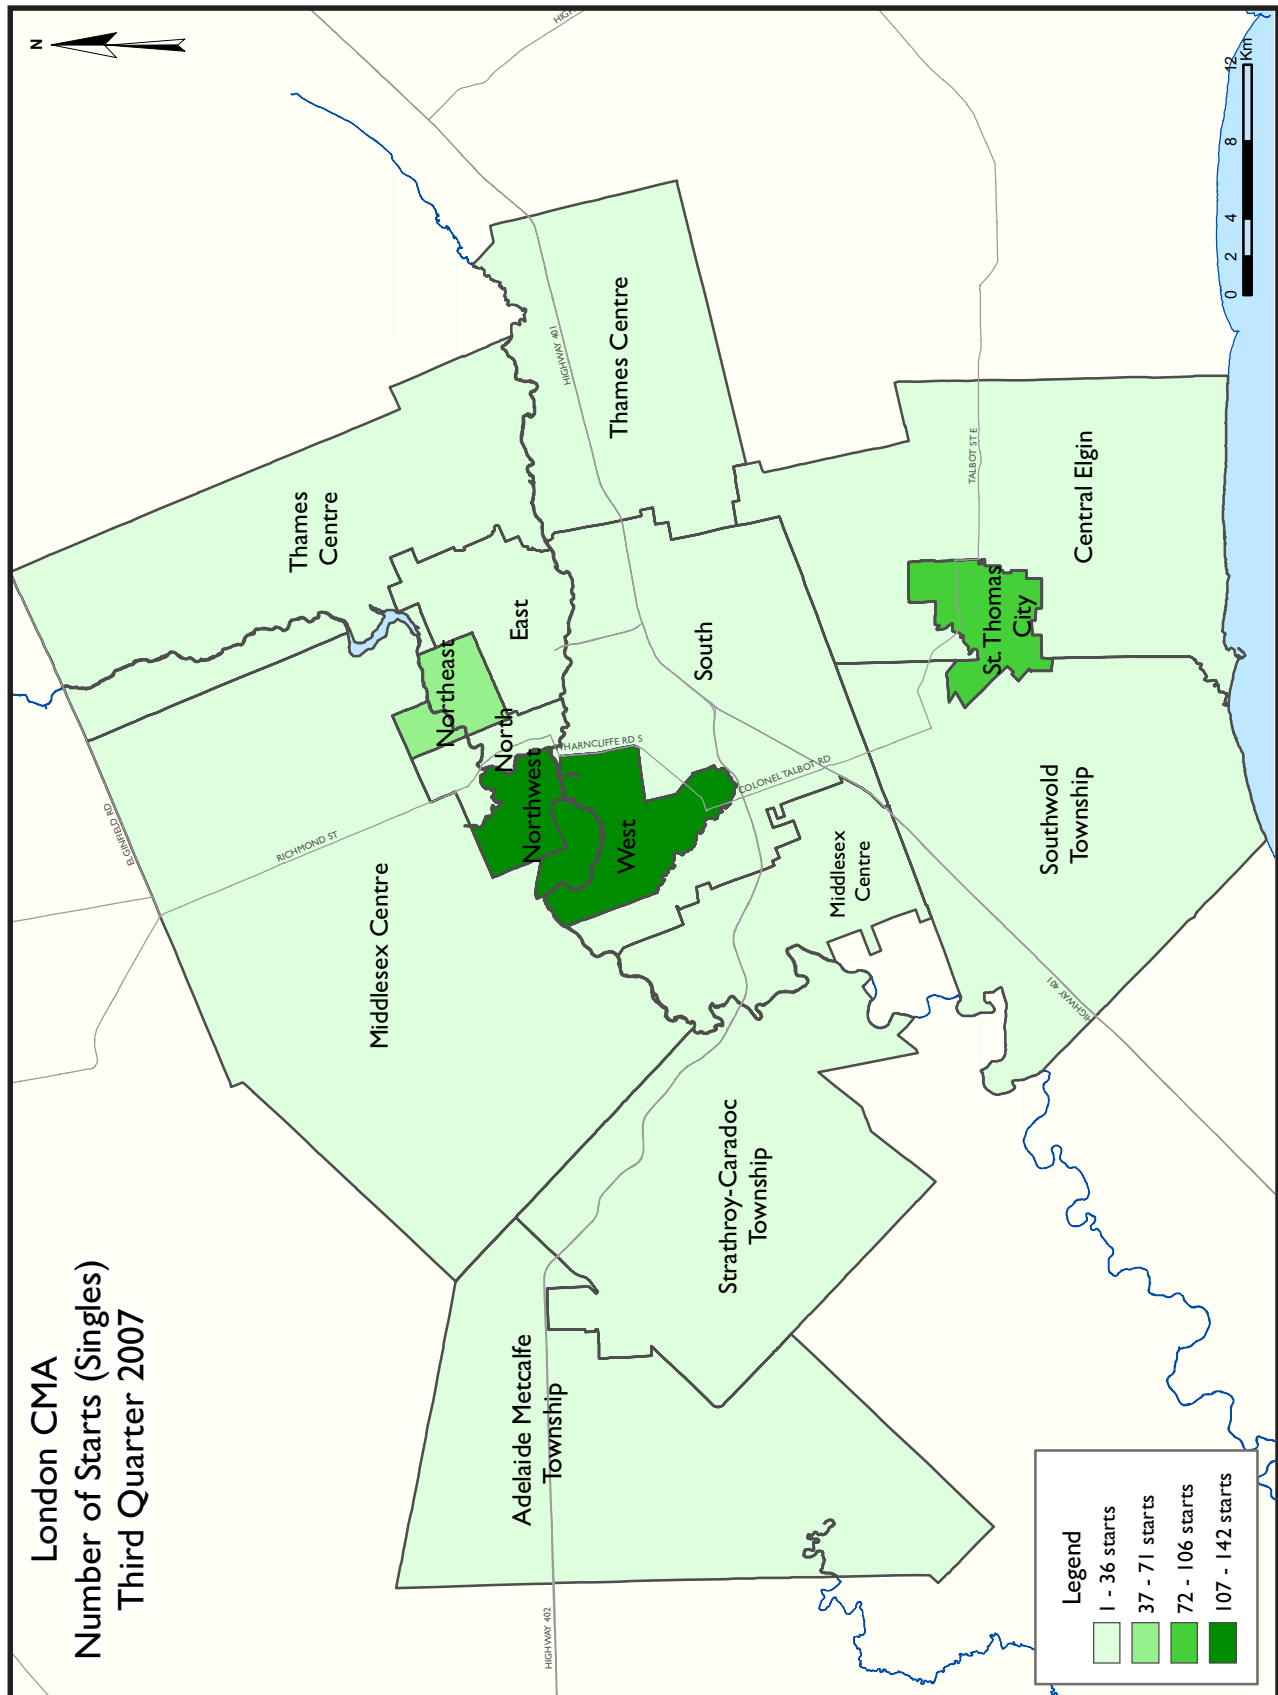 London CMA
Number of Starts (Singles)
Third Quarter 2007
N
ELGINFIELD RD
RICHMOND ST
Middlesex Centre
Thames
Centre
Northeast
East
North
Northwest
WHARNCLIFFE RD S
West
South
HIGHWAY 401
Thames Centre
COLONEL TALBOT RD
Middlesex
Centre
Adelaide Metcalfe
Township
HIGHWAY 402
Strathroy-Caradoc
Township
TALBOT ST E
St. Thomas
City
Central Elgin
Southwold
Township
HIGHWAY 401
Legend
1 - 36 starts
37 - 71 starts
72 - 106 starts
107 - 142 starts
0 2 4 8 12
Km